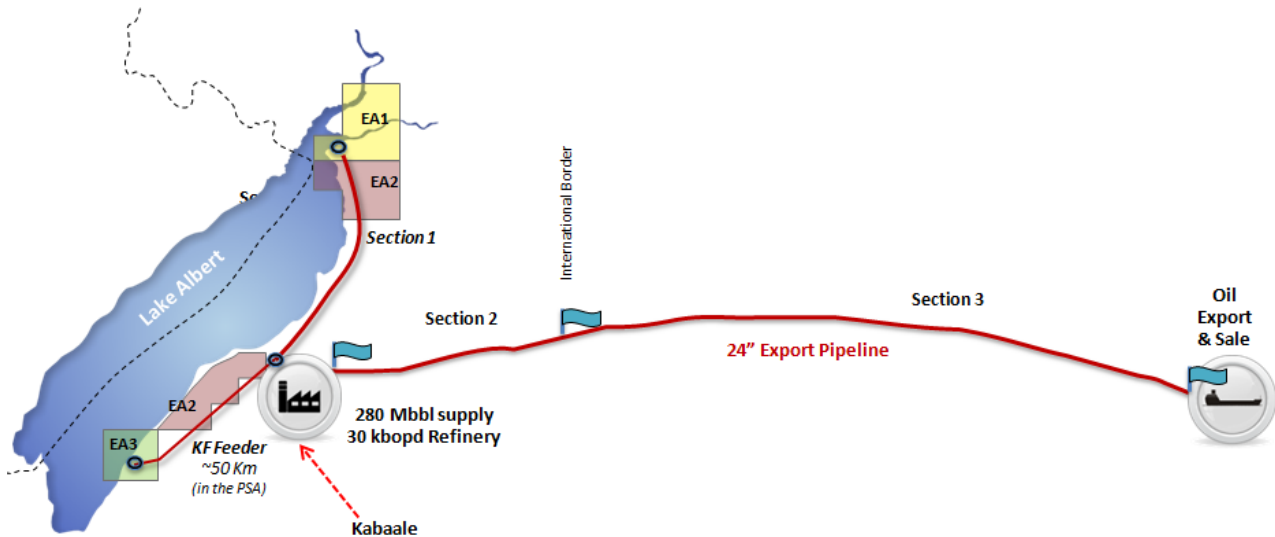 EA1
EA2
Section 1
Lake Albert
International Border
Section 2
Section 3
24” Export Pipeline
Oil
Export
& Sale
EA2
EA3
KF Feeder
~50 Km
(in the PSA)
280 Mbbl supply
30 kbopd Refinery
Kabaale